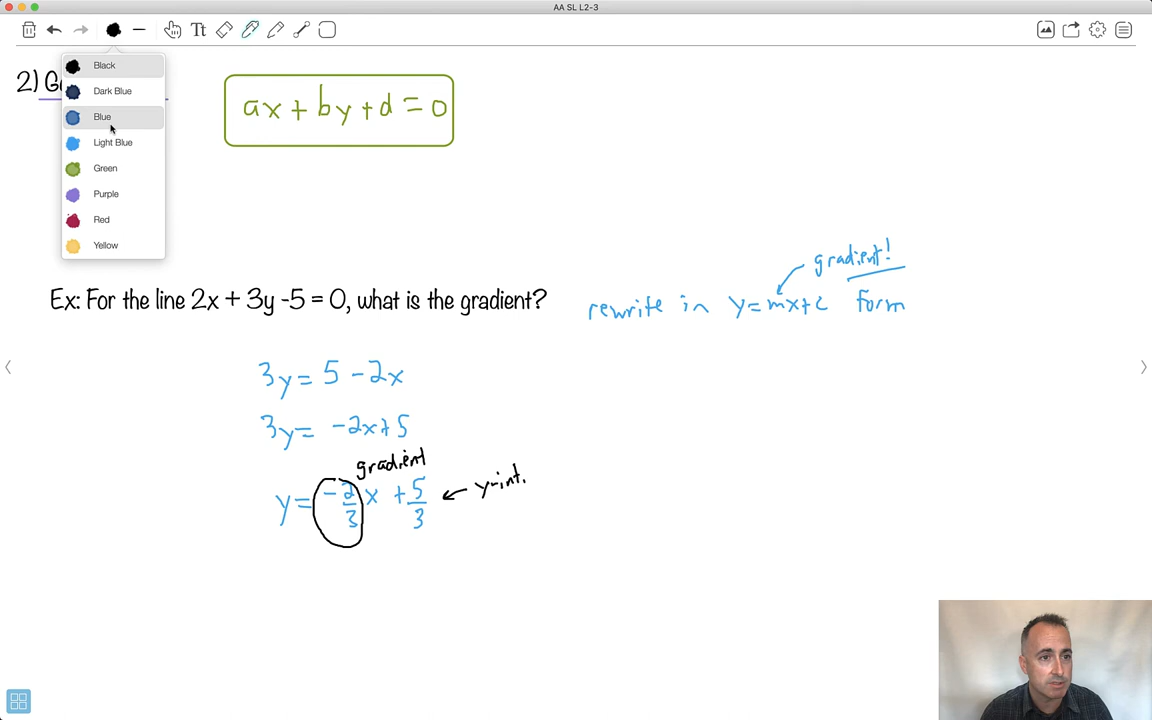 AA SL L2-3
Tt
Black
Dark Blue
Blue
Light Blue
Green
Purple
Red
Yellow
2)
ax + by + d = 0
gradient!
Ex: For the line 2x + 3y -5 = 0, what is the gradient?
rewrite in y=mx+c form
3y = 5 - 2x
3y = -2x+5
gradient
y = -2/3 x + 5/3 ← y-int.